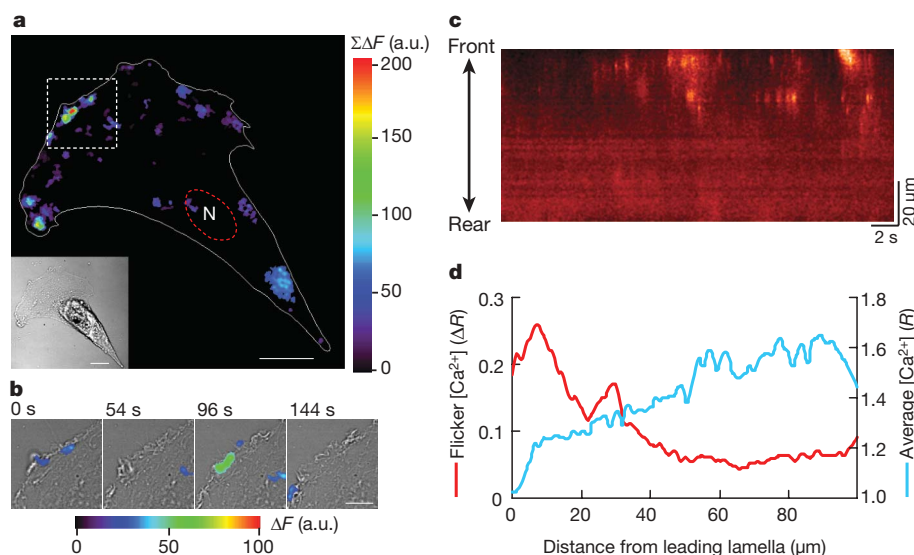 a
ΣΔF (a.u.)
200
150
100
50
0
N
b
0 s
54 s
96 s
144 s
ΔF (a.u.)
0
50
100
c
Front
Rear
20 μm
2 s
d
Flicker [Ca²⁺] (ΔR)
0.3
0.2
0.1
0
Average [Ca²⁺] (R)
1.8
1.6
1.4
1.2
1.0
0
20
40
60
80
Distance from leading lamella (μm)